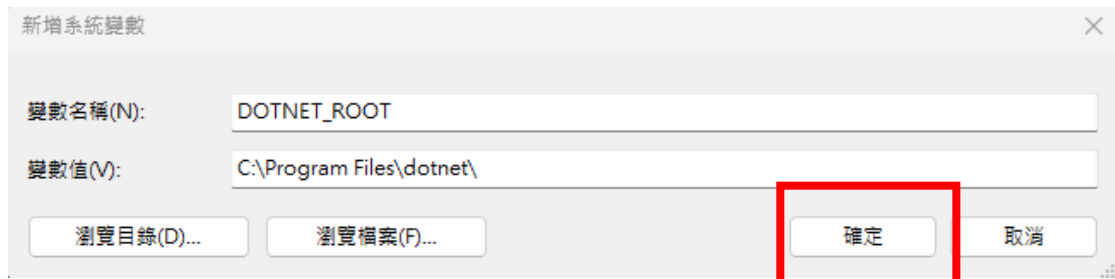 新增系統變數
變數名稱(N): DOTNET_ROOT
變數值(V): C:\Program Files\dotnet\
瀏覽目錄(D)... 瀏覽檔案(F)... 確定 取消